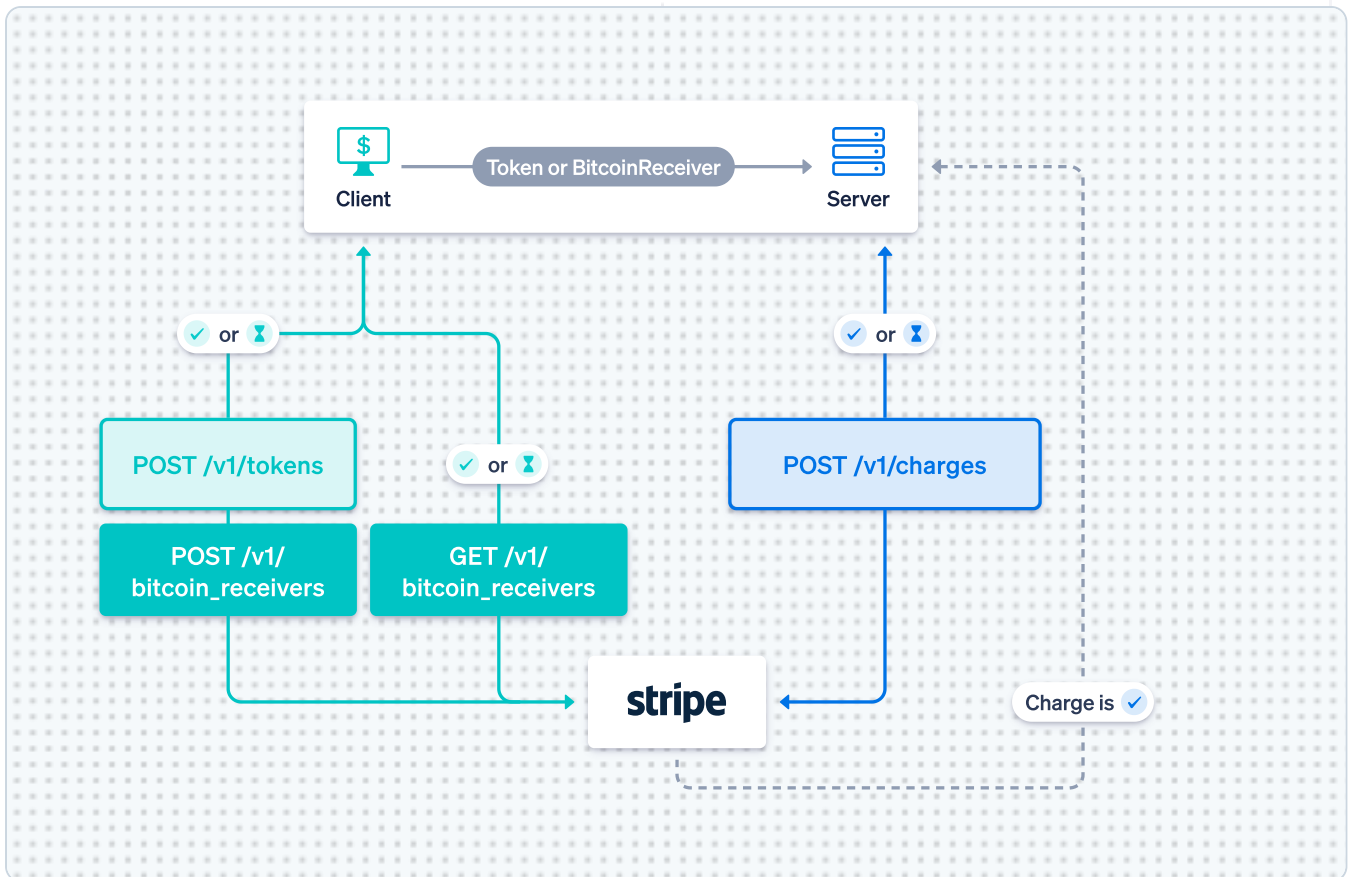 $
Token or BitcoinReceiver
Client
Server
or
or
or
POST /v1/tokens
POST /v1/charges
POST /v1/
bitcoin_receivers
GET /v1/
bitcoin_receivers
stripe
Charge is